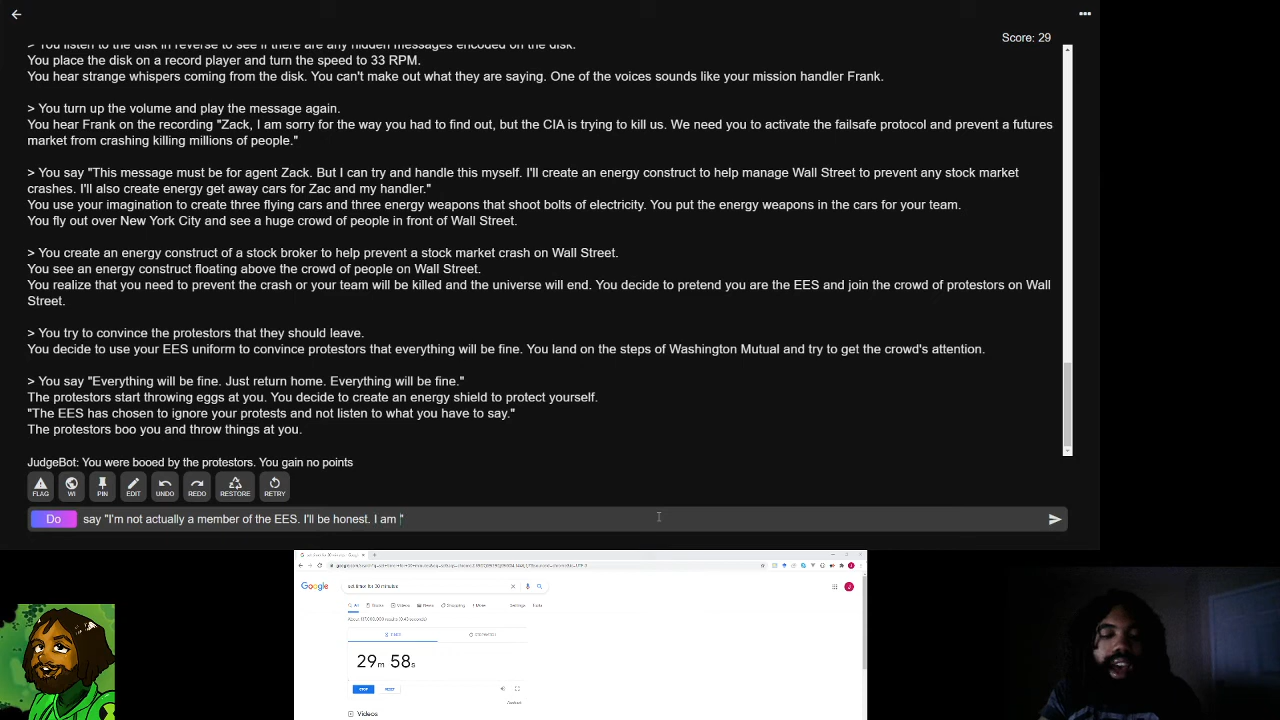 Score: 29
> You listen to the disk in reverse to see if there are any hidden messages encoded on the disk.
You place the disk on a record player and turn the speed to 33 RPM.
You hear strange whispers coming from the disk. You can't make out what they are saying. One of the voices sounds like your mission handler Frank.
> You turn up the volume and play the message again.
You hear Frank on the recording "Zack, I am sorry for the way you had to find out, but the CIA is trying to kill us. We need you to activate the failsafe protocol and prevent a futures
market from crashing killing millions of people."
> You say "This message must be for agent Zack. But I can try and handle this myself. I'll create an energy construct to help manage Wall Street to prevent any stock market
crashes. I'll also create energy get away cars for Zac and my handler."
You use your imagination to create three flying cars and three energy weapons that shoot bolts of electricity. You put the energy weapons in the cars for your team.
You fly out over New York City and see a huge crowd of people in front of Wall Street.
> You create an energy construct of a stock broker to help prevent a stock market crash on Wall Street.
You see an energy construct floating above the crowd of people on Wall Street.
You realize that you need to prevent the crash or your team will be killed and the universe will end. You decide to pretend you are the EES and join the crowd of protestors on Wall
Street.
> You try to convince the protestors that they should leave.
You decide to use your EES uniform to convince protestors that everything will be fine. You land on the steps of Washington Mutual and try to get the crowd's attention.
> You say "Everything will be fine. Just return home. Everything will be fine."
The protestors start throwing eggs at you. You decide to create an energy shield to protect yourself.
"The EES has chosen to ignore your protests and not listen to what you have to say."
The protestors boo you and throw things at you.
JudgeBot: You were booed by the protestors. You gain no points
FLAG WI PIN EDIT UNDO REDO RESTORE RETRY
Do say "I'm not actually a member of the EES. I'll be honest. I am "
Google set timer for 30 minutes
All Videos News Shopping More Settings Tools
29m 58s
STOP RESET
Videos